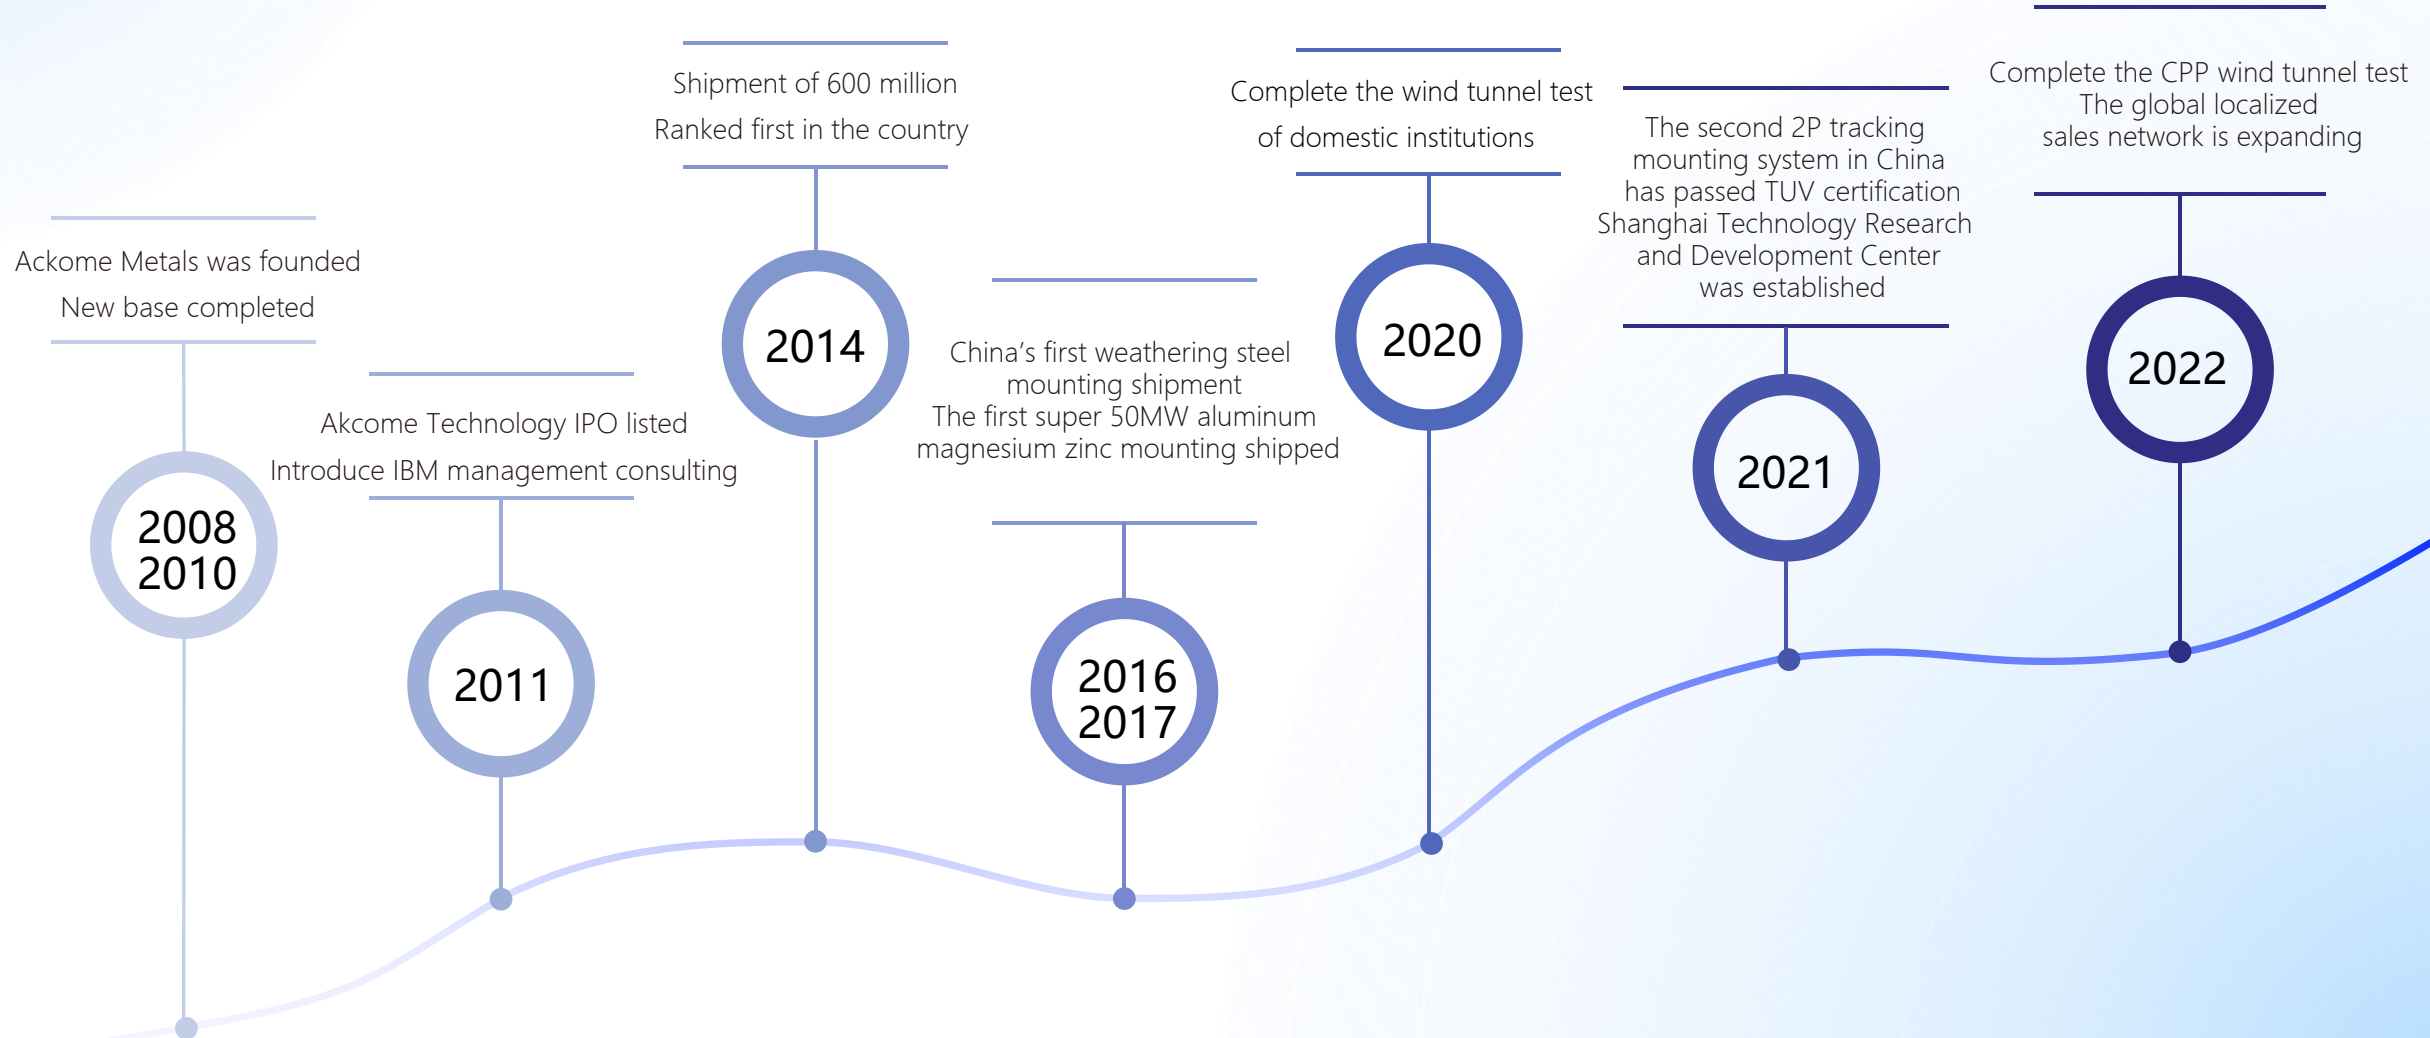 Ackome Metals was founded
New base completed
2008
2010
Akcome Technology IPO listed
Introduce IBM management consulting
2011
Shipment of 600 million
Ranked first in the country
2014
China’s first weathering steel
mounting shipment
The first super 50MW aluminum
magnesium zinc mounting shipped
2016
2017
Complete the wind tunnel test
of domestic institutions
2020
The second 2P tracking
mounting system in China
has passed TUV certification
Shanghai Technology Research
and Development Center
was established
2021
Complete the CPP wind tunnel test
The global localized
sales network is expanding
2022